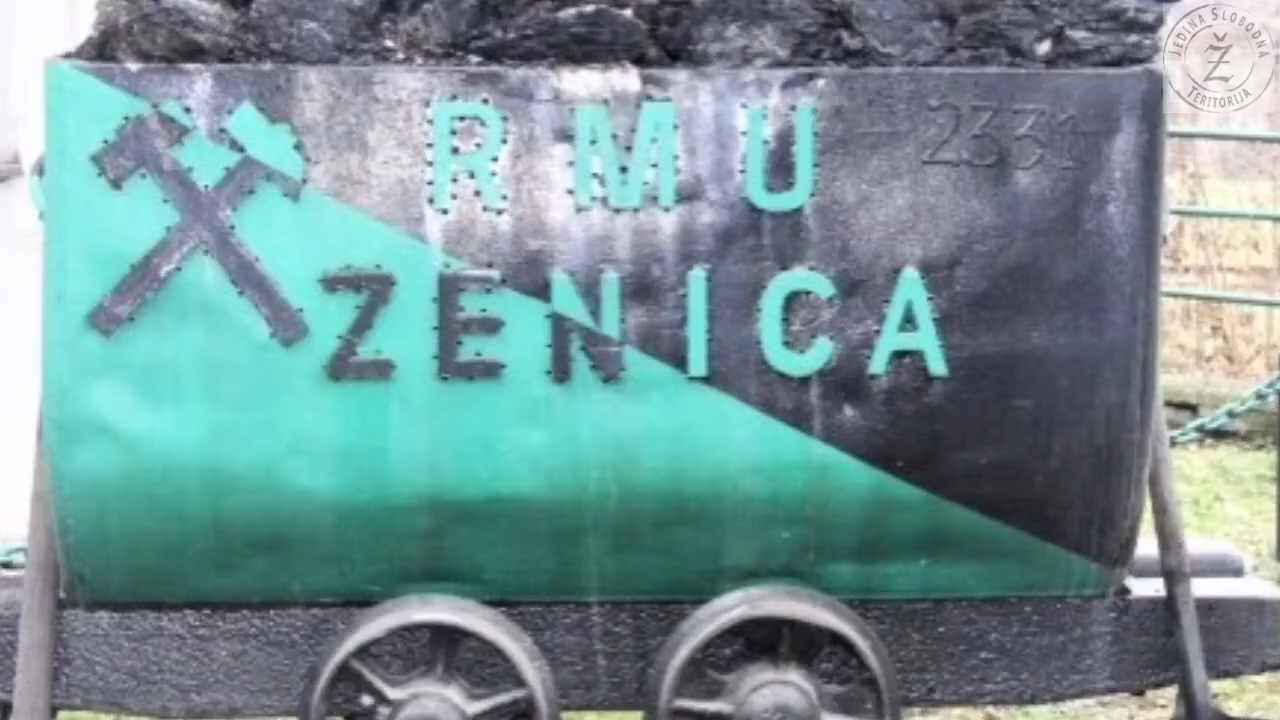 RMU
2331
ZENICA
JEDINA SLOBODNA
Ž
TERITORIJA